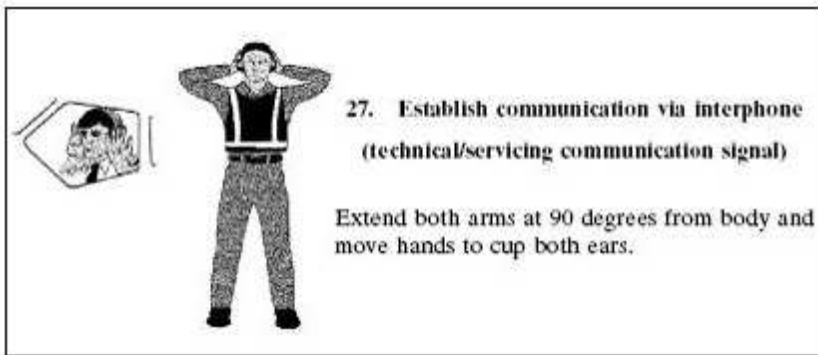 27. Establish communication via interphone
(technical/servicing communication signal)
Extend both arms at 90 degrees from body and
move hands to cup both ears.